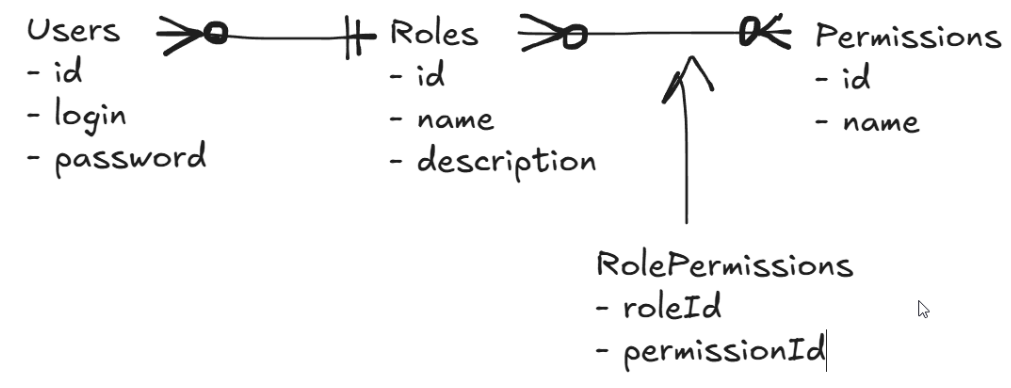 Users
- id
- login
- password
Roles
- id
- name
- description
Permissions
- id
- name
RolePermissions
- roleId
- permissionId